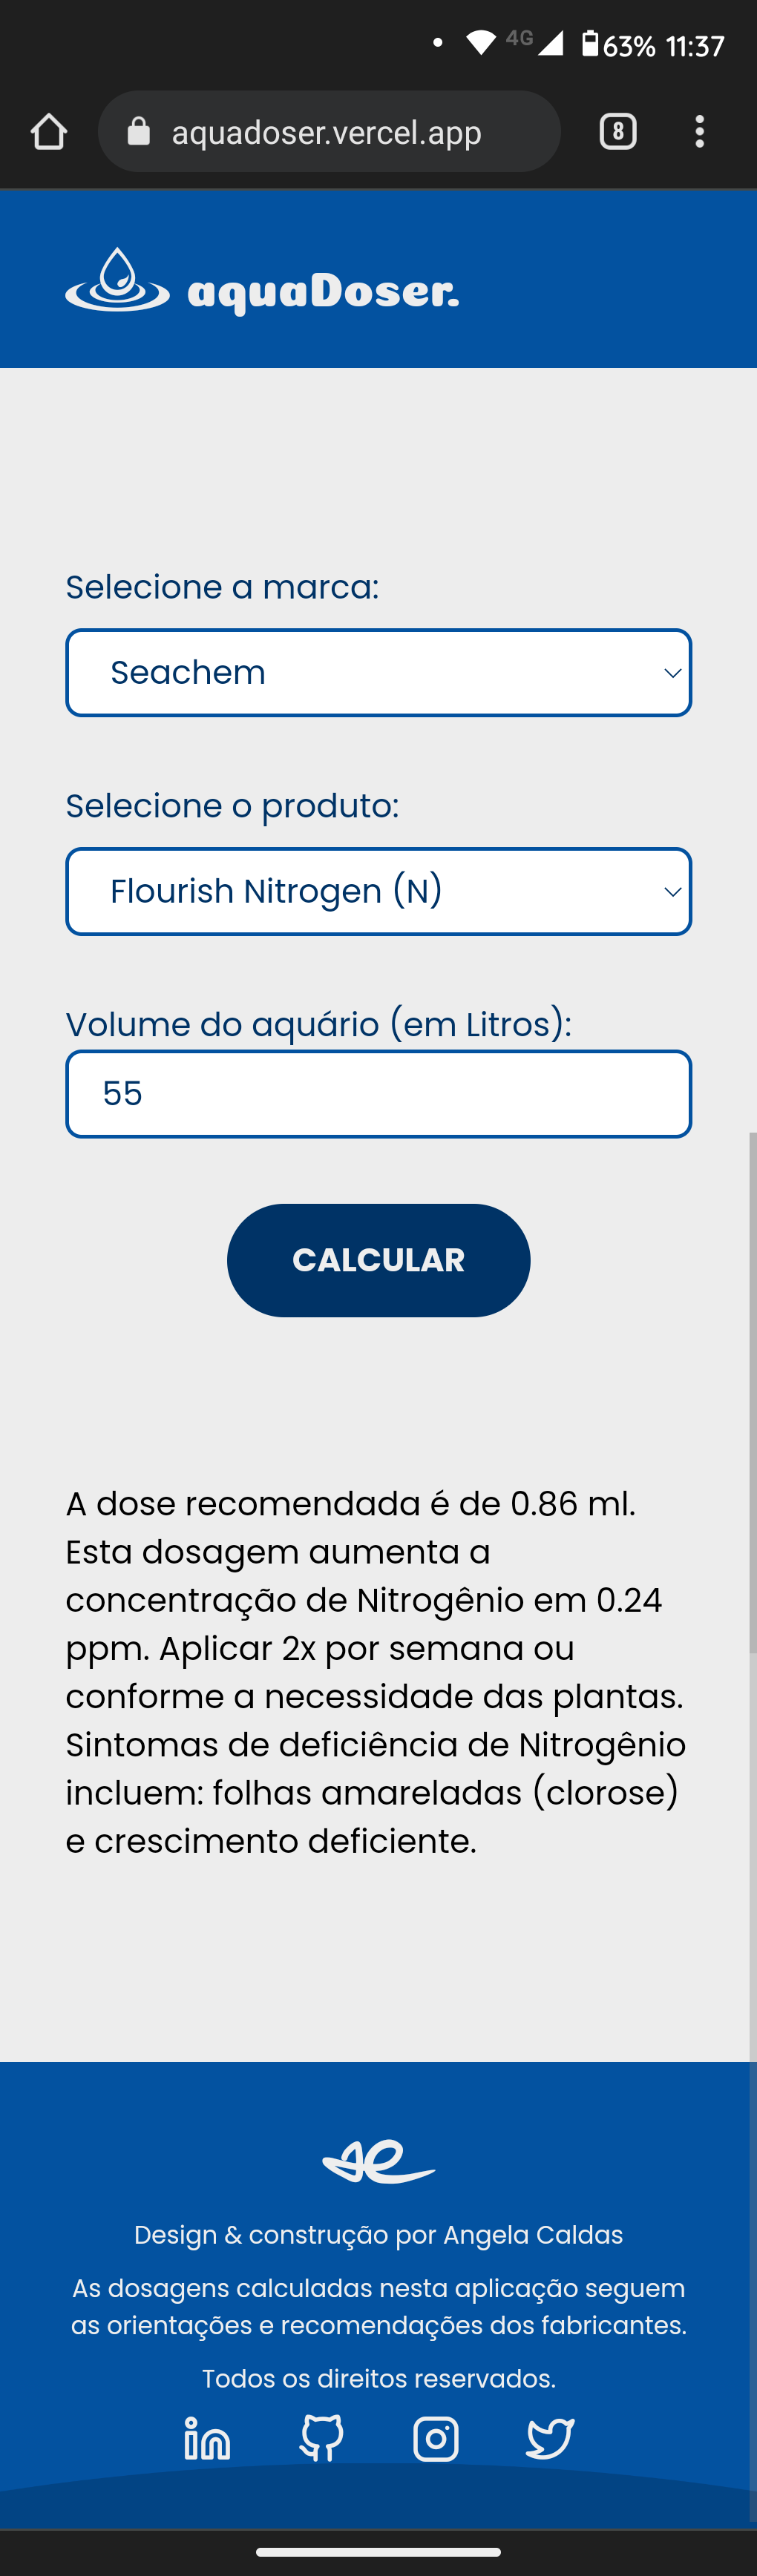 4G 63% 11:37
aquadoser.vercel.app 8
aquaDoser.
Selecione a marca:
Seachem
Selecione o produto:
Flourish Nitrogen (N)
Volume do aquário (em Litros):
55
CALCULAR
A dose recomendada é de 0.86 ml.
Esta dosagem aumenta a
concentração de Nitrogênio em 0.24
ppm. Aplicar 2x por semana ou
conforme a necessidade das plantas.
Sintomas de deficiência de Nitrogênio
incluem: folhas amareladas (clorose)
e crescimento deficiente.
Design & construção por Angela Caldas
As dosagens calculadas nesta aplicação seguem
as orientações e recomendações dos fabricantes.
Todos os direitos reservados.
in